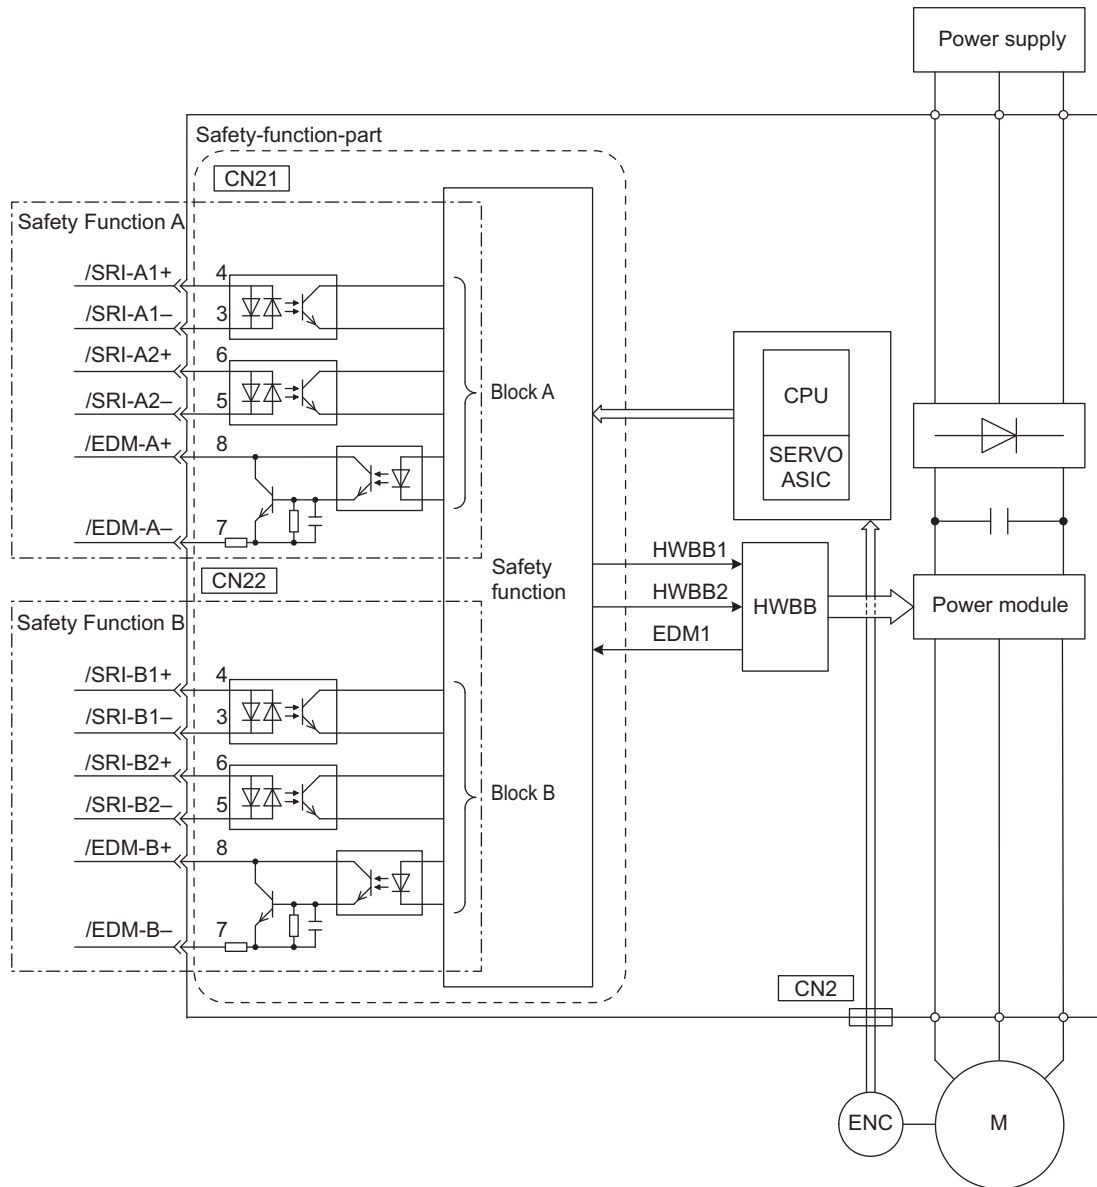 Power supply
Safety-function-part
CN21
Safety Function A
/SRI-A1+ 4
/SRI-A1– 3
/SRI-A2+ 6
/SRI-A2– 5
/EDM-A+ 8
/EDM-A– 7
Block A
CPU
SERVO
ASIC
CN22
Safety
function
HWBB1
HWBB2
EDM1
HWBB
Power module
Safety Function B
/SRI-B1+ 4
/SRI-B1– 3
/SRI-B2+ 6
/SRI-B2– 5
/EDM-B+ 8
/EDM-B– 7
Block B
CN2
ENC
M